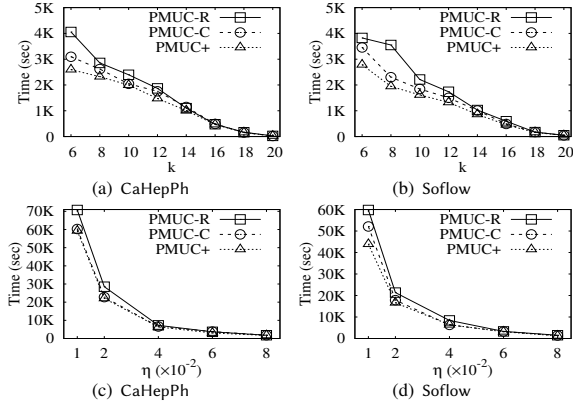 5K
4K
3K
2K
1K
0
Time (sec)
PMUC-R
PMUC-C
PMUC+
6 8 10 12 14 16 18 20
k
(a) CaHepPh
5K
4K
3K
2K
1K
0
Time (sec)
PMUC-R
PMUC-C
PMUC+
6 8 10 12 14 16 18 20
k
(b) Soflow
70K
60K
50K
40K
30K
20K
10K
0
Time (sec)
PMUC-R
PMUC-C
PMUC+
1 2 4 6 8
η (×10⁻²)
(c) CaHepPh
60K
50K
40K
30K
20K
10K
0
Time (sec)
PMUC-R
PMUC-C
PMUC+
1 2 4 6 8
η (×10⁻²)
(d) Soflow